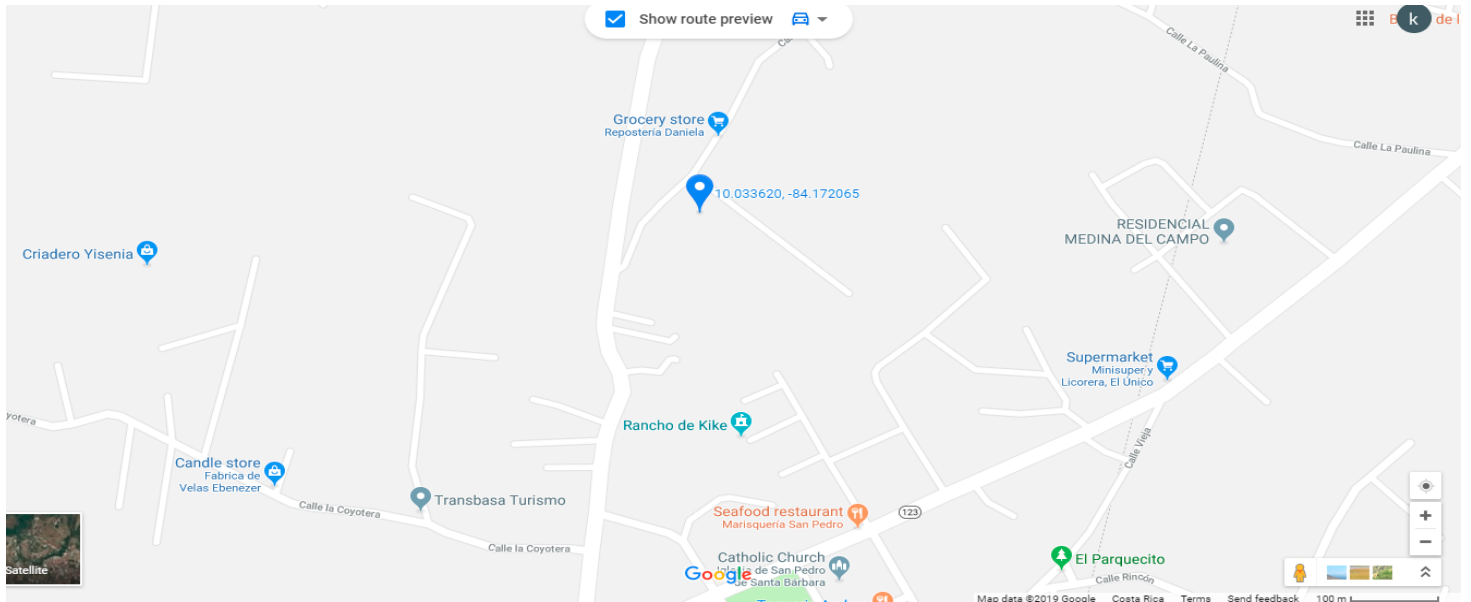 Show route preview
k
de l
Calle La Paulina
Calle La Paulina
Grocery store
Repostería Daniela
10.033620, -84.172065
RESIDENCIAL
MEDINA DEL CAMPO
Criadero Yisenia
Supermarket
Minisuper y
Licorera, El Único
Rancho de Kike
Calle Vieja
Candle store
Fabrica de
Velas Ebenezer
Calle la Coyotera
Transbasa Turismo
Seafood restaurant
Marisquería San Pedro
123
Calle la Coyotera
Catholic Church
Iglesia de San Pedro
de Santa Bárbara
Google
El Parquecito
Calle Rincón
Satellite
Map data ©2019 Google Costa Rica Terms Send feedback 100 m